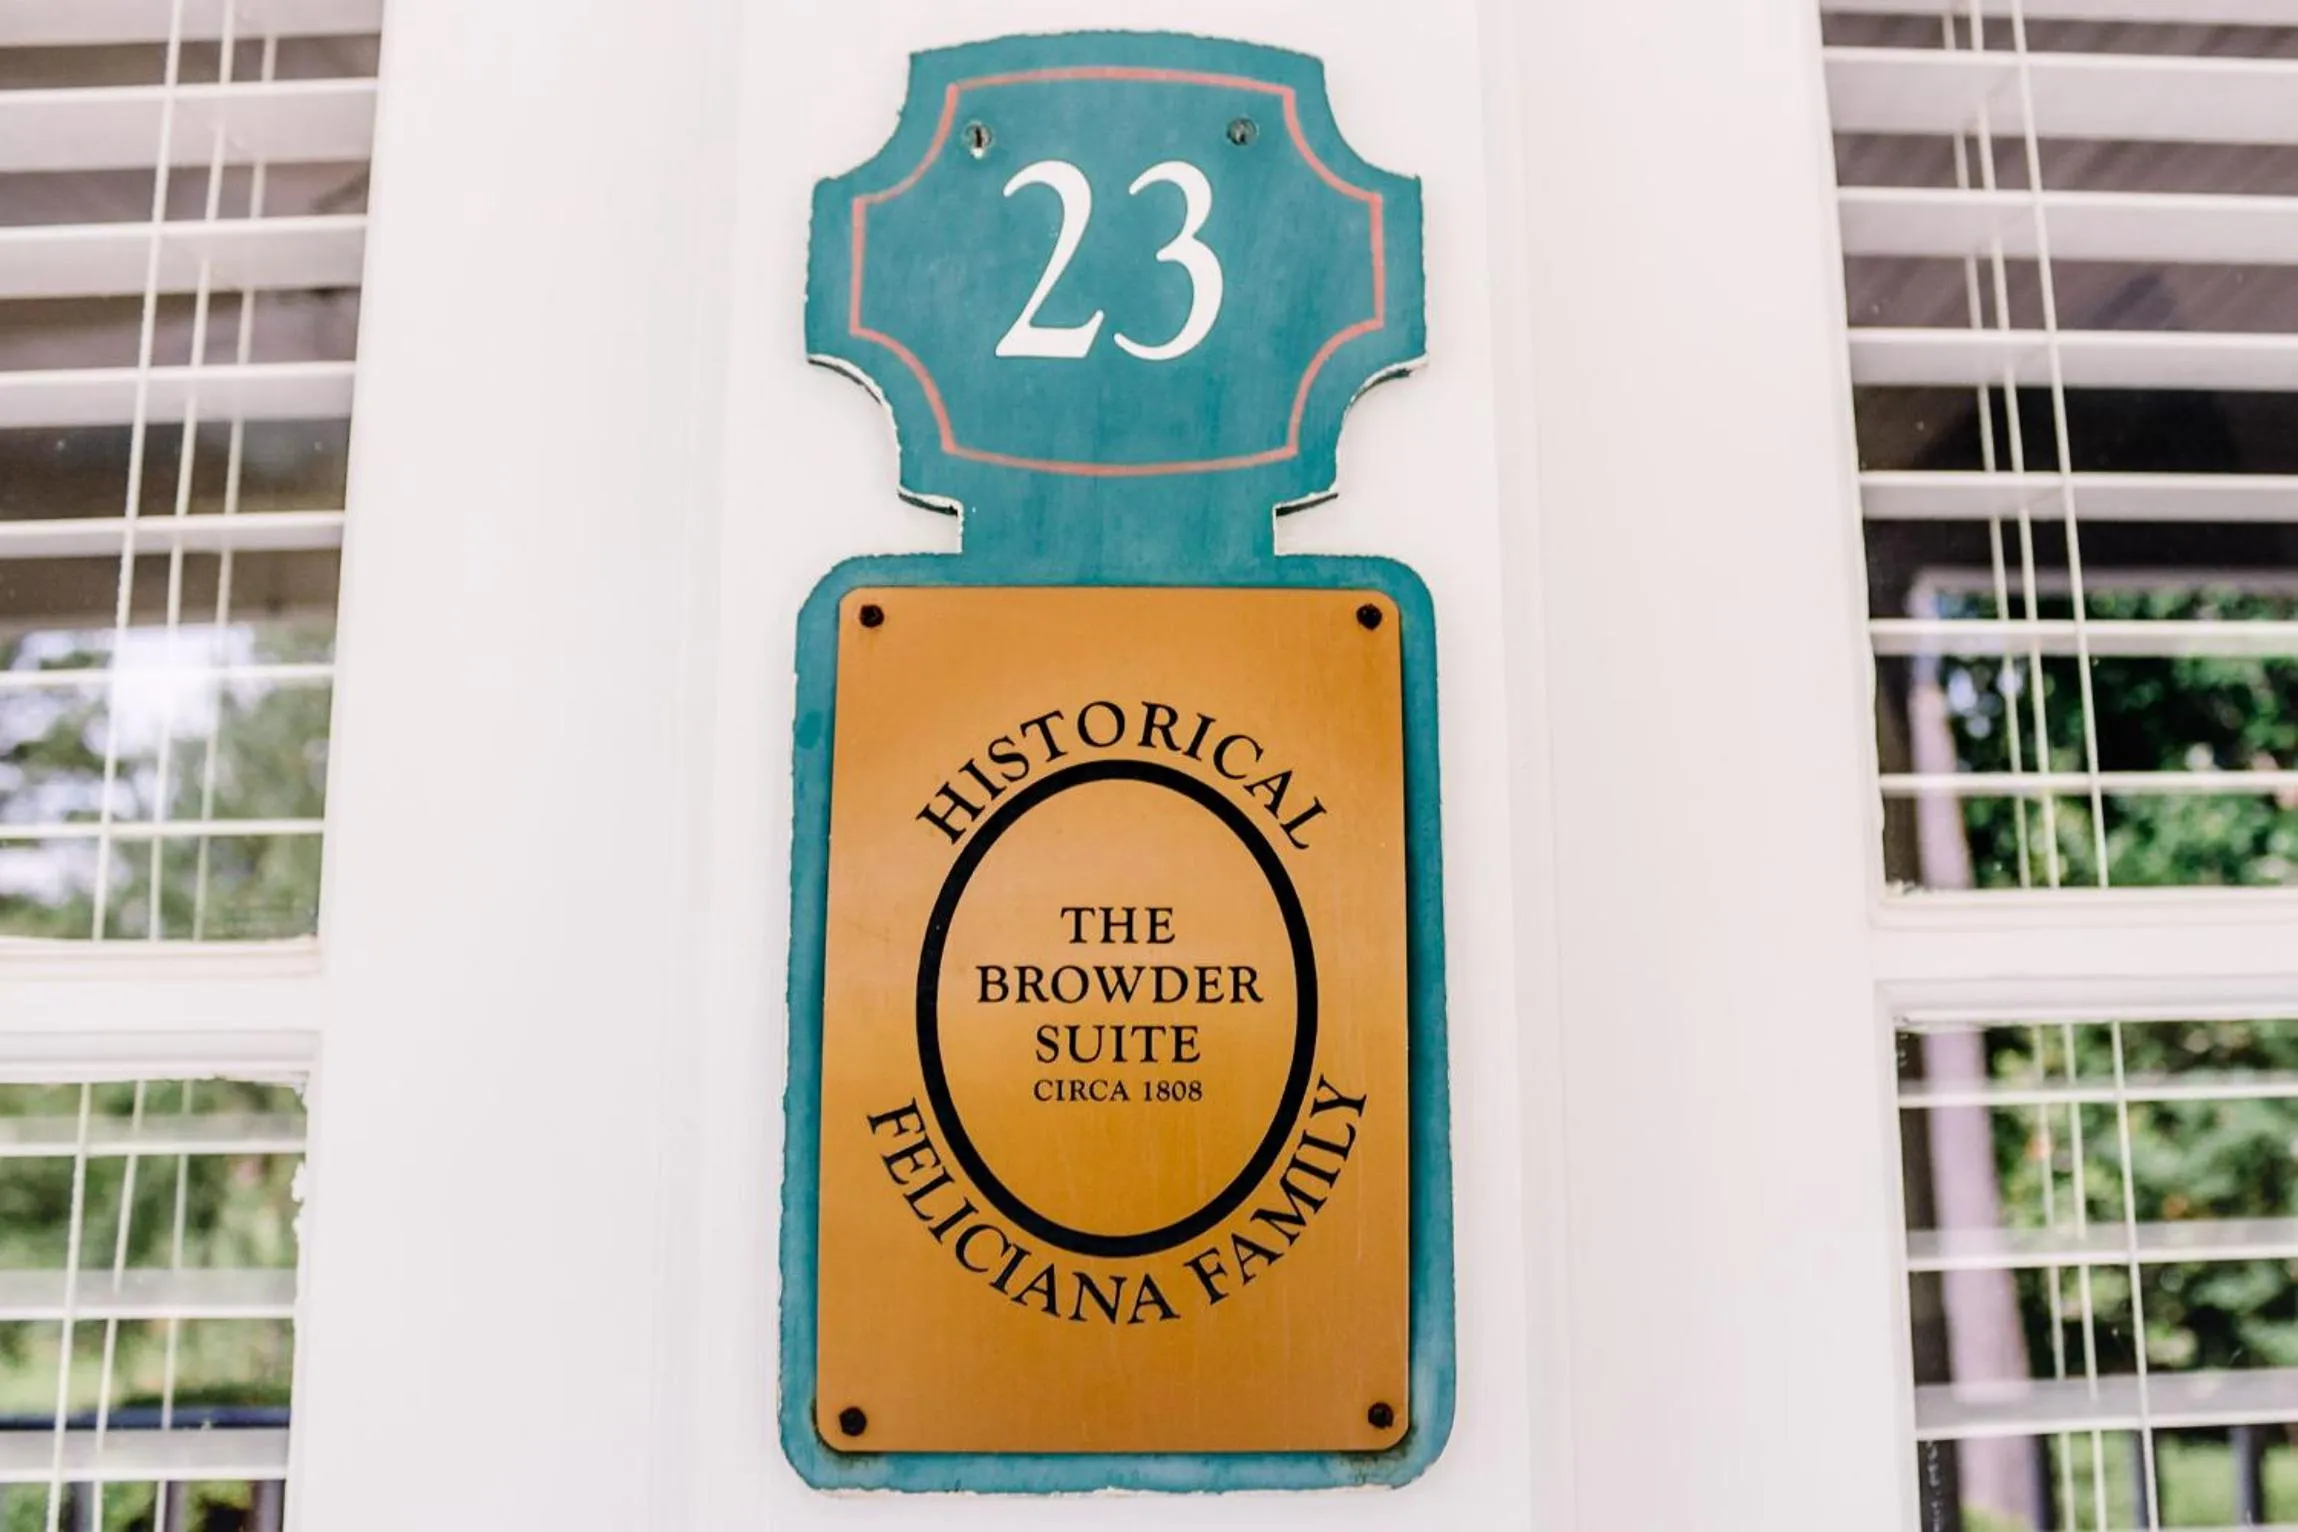 23
HISTORICAL
THE
BROWDER
SUITE
CIRCA 1808
FELICIANA FAMILY